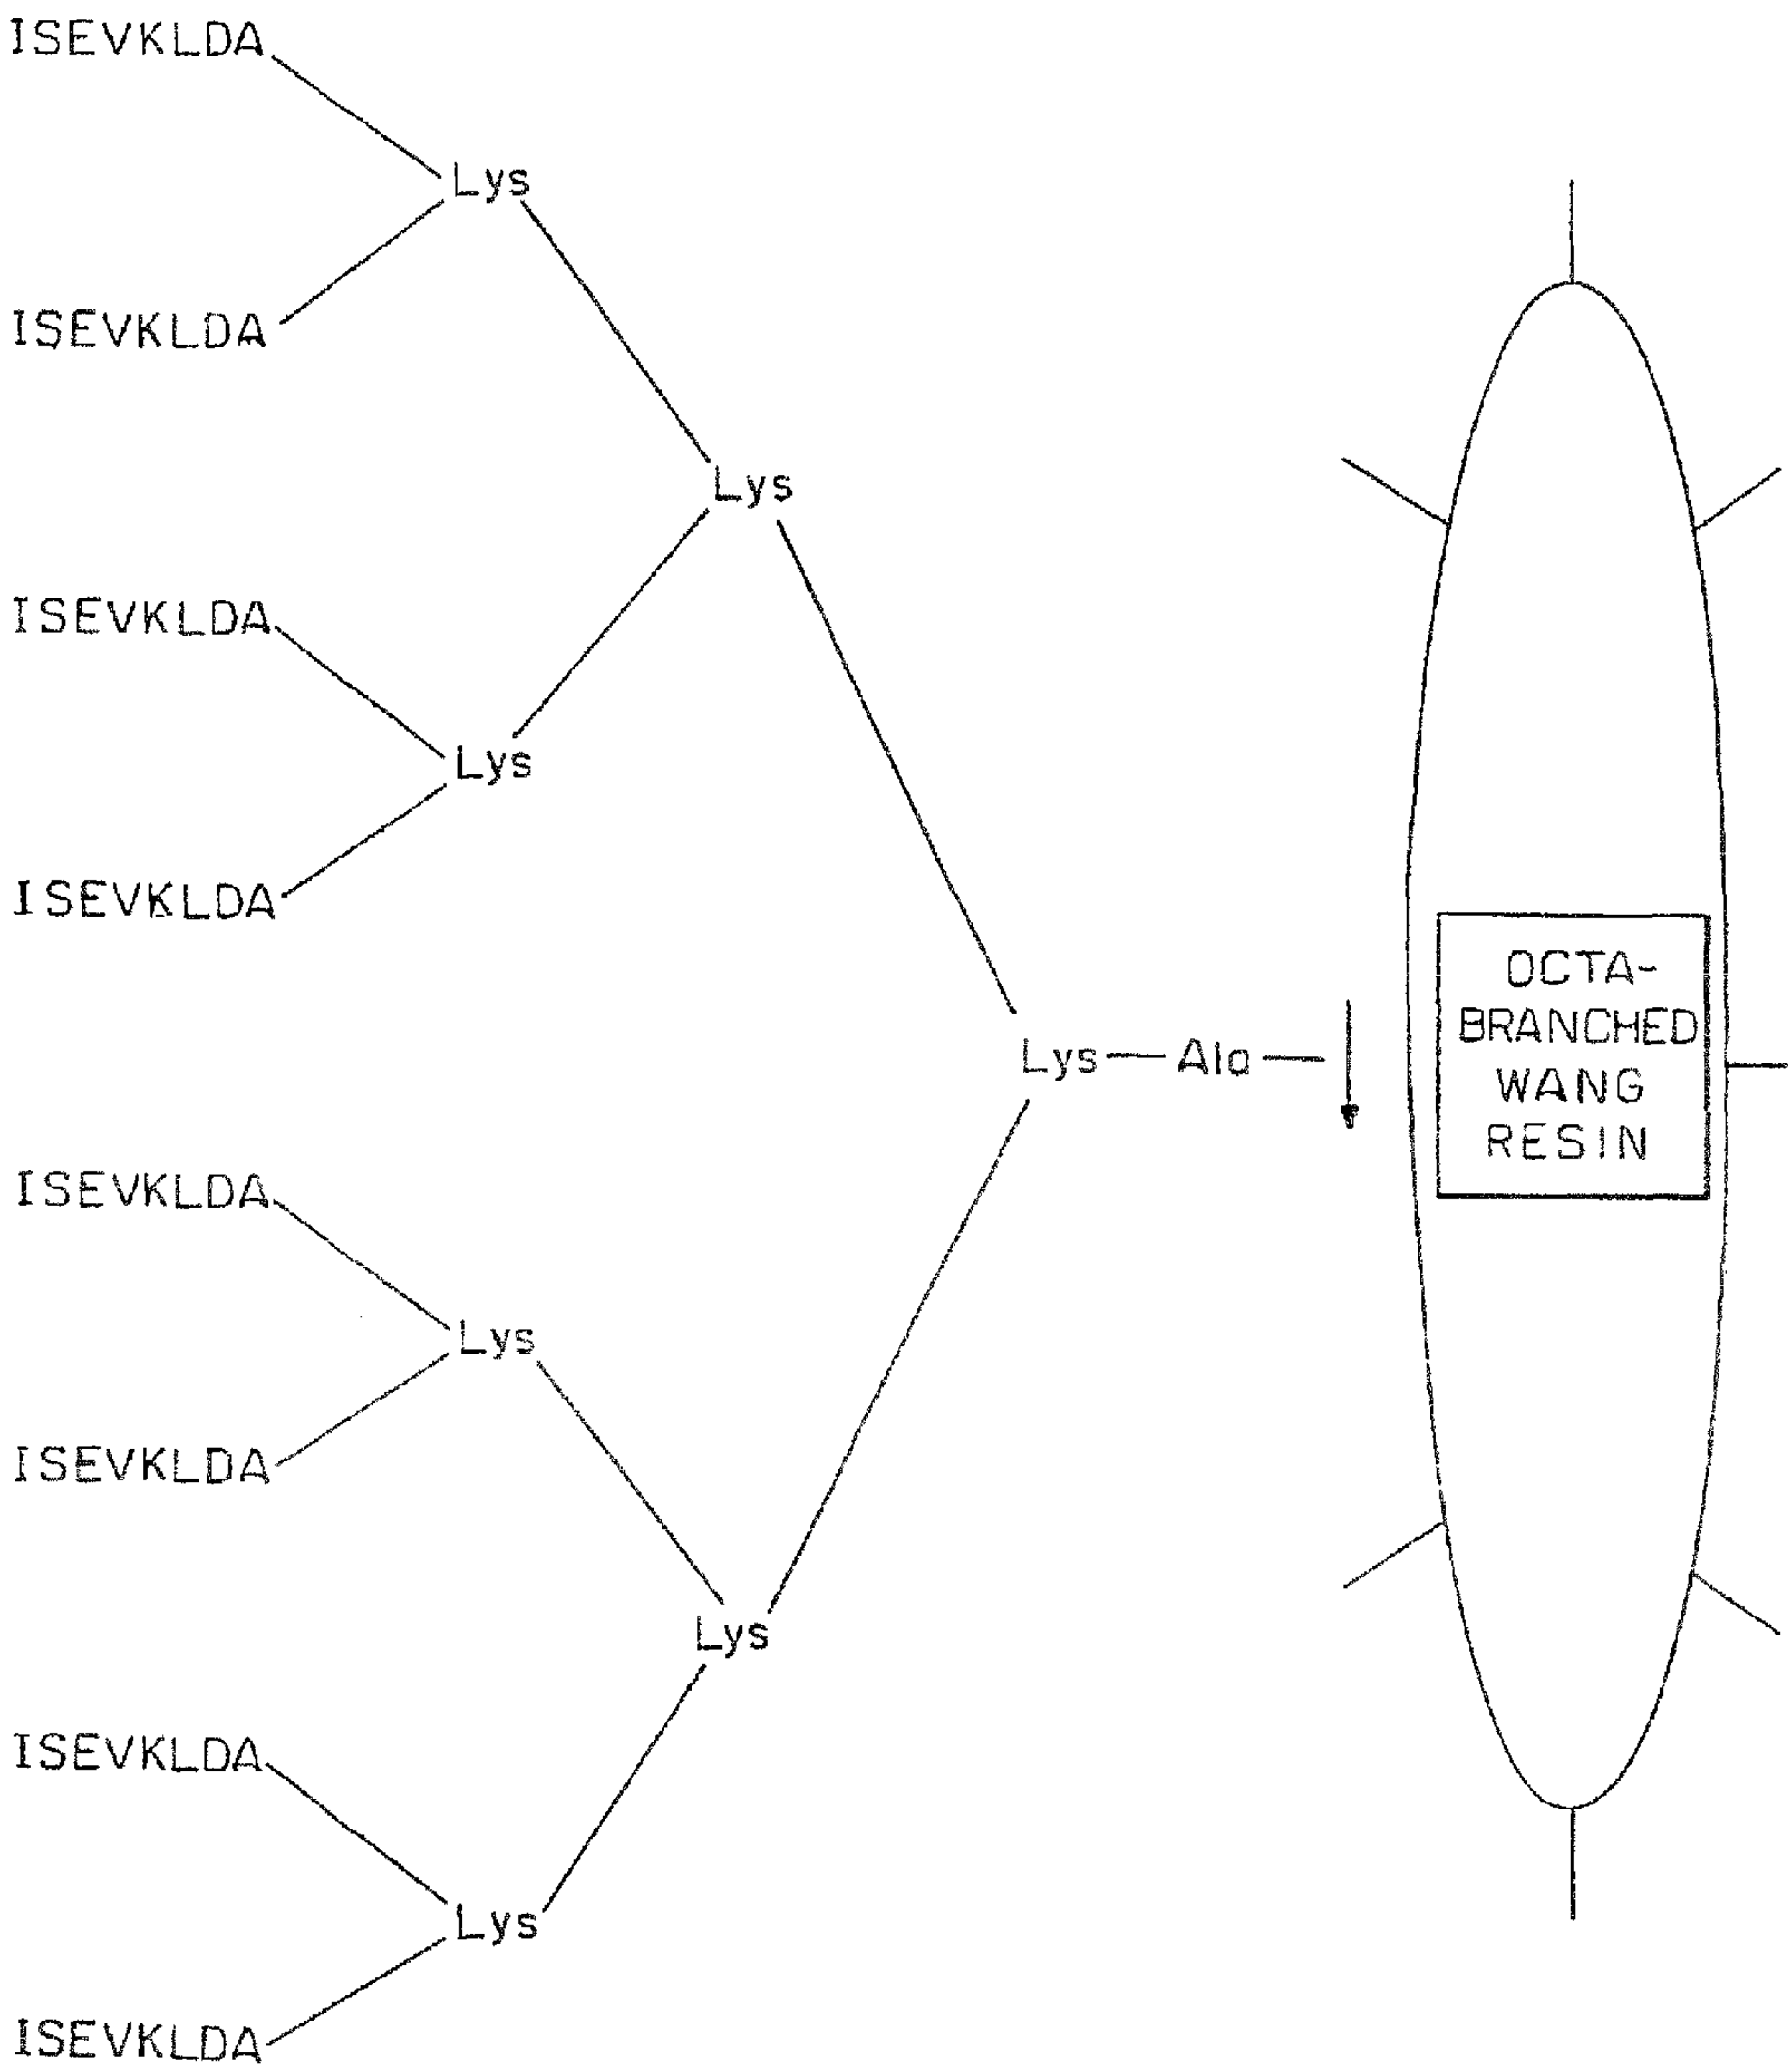 ISEVKLDA
Lys
ISEVKLDA
Lys
ISEVKLDA
Lys
ISEVKLDA
Lys — Ala —
OCTA-
BRANCHED
WANG
RESIN
ISEVKLDA
Lys
ISEVKLDA
Lys
ISEVKLDA
Lys
ISEVKLDA